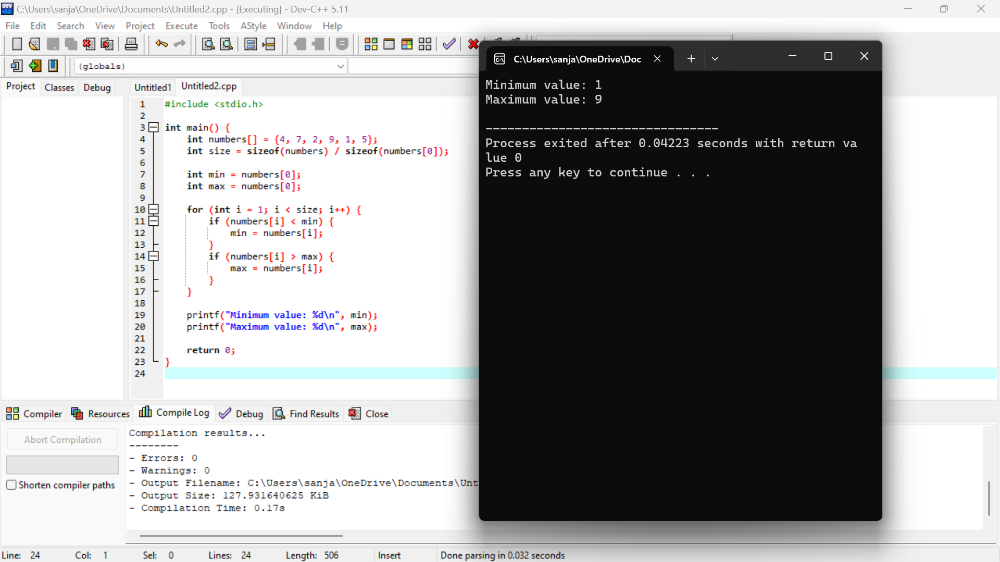 C:\Users\sanja\OneDrive\Documents\Untitled2.cpp - [Executing] - Dev-C++ 5.11
File Edit Search View Project Execute Tools AStyle Window Help
(globals)
Project Classes Debug Untitled1 Untitled2.cpp
1 #include <stdio.h>
2
3 int main() {
4     int numbers[] = {4, 7, 2, 9, 1, 5};
5     int size = sizeof(numbers) / sizeof(numbers[0]);
6
7     int min = numbers[0];
8     int max = numbers[0];
9
10     for (int i = 1; i < size; i++) {
11         if (numbers[i] < min) {
12             min = numbers[i];
13         }
14         if (numbers[i] > max) {
15             max = numbers[i];
16         }
17     }
18
19     printf("Minimum value: %d\n", min);
20     printf("Maximum value: %d\n", max);
21
22     return 0;
23 }
24
C:\Users\sanja\OneDrive\Doc
Minimum value: 1
Maximum value: 9
--------------------------------
Process exited after 0.04223 seconds with return va
lue 0
Press any key to continue . . .
Compiler Resources Compile Log Debug Find Results Close
Abort Compilation
Shorten compiler paths
Compilation results...
--------
- Errors: 0
- Warnings: 0
- Output Filename: C:\Users\sanja\OneDrive\Documents\Unt
- Output Size: 127.931640625 KiB
- Compilation Time: 0.17s
Line: 24 Col: 1 Sel: 0 Lines: 24 Length: 506 Insert Done parsing in 0.032 seconds